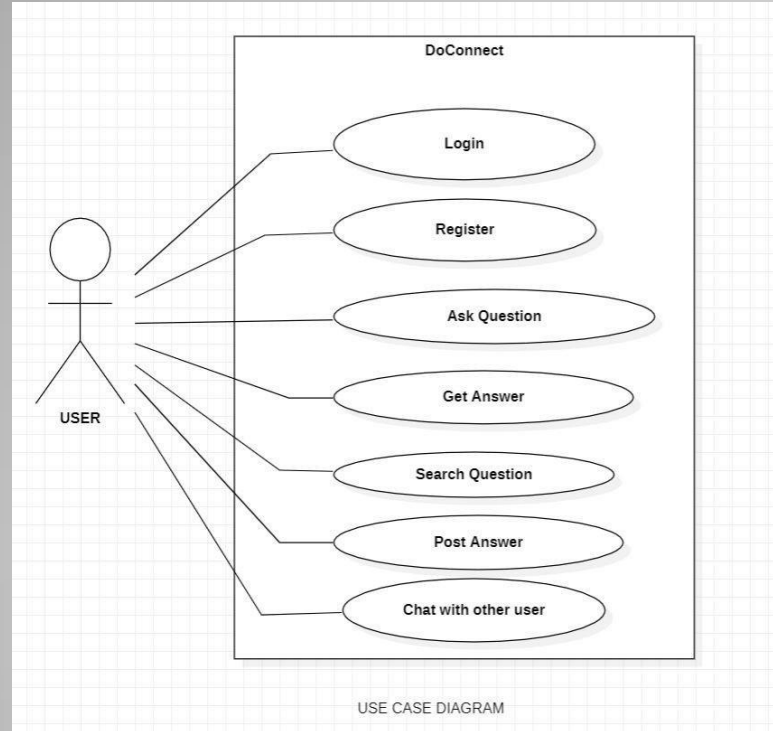 DoConnect
Login
Register
Ask Question
Get Answer
USER
Search Question
Post Answer
Chat with other user
USE CASE DIAGRAM